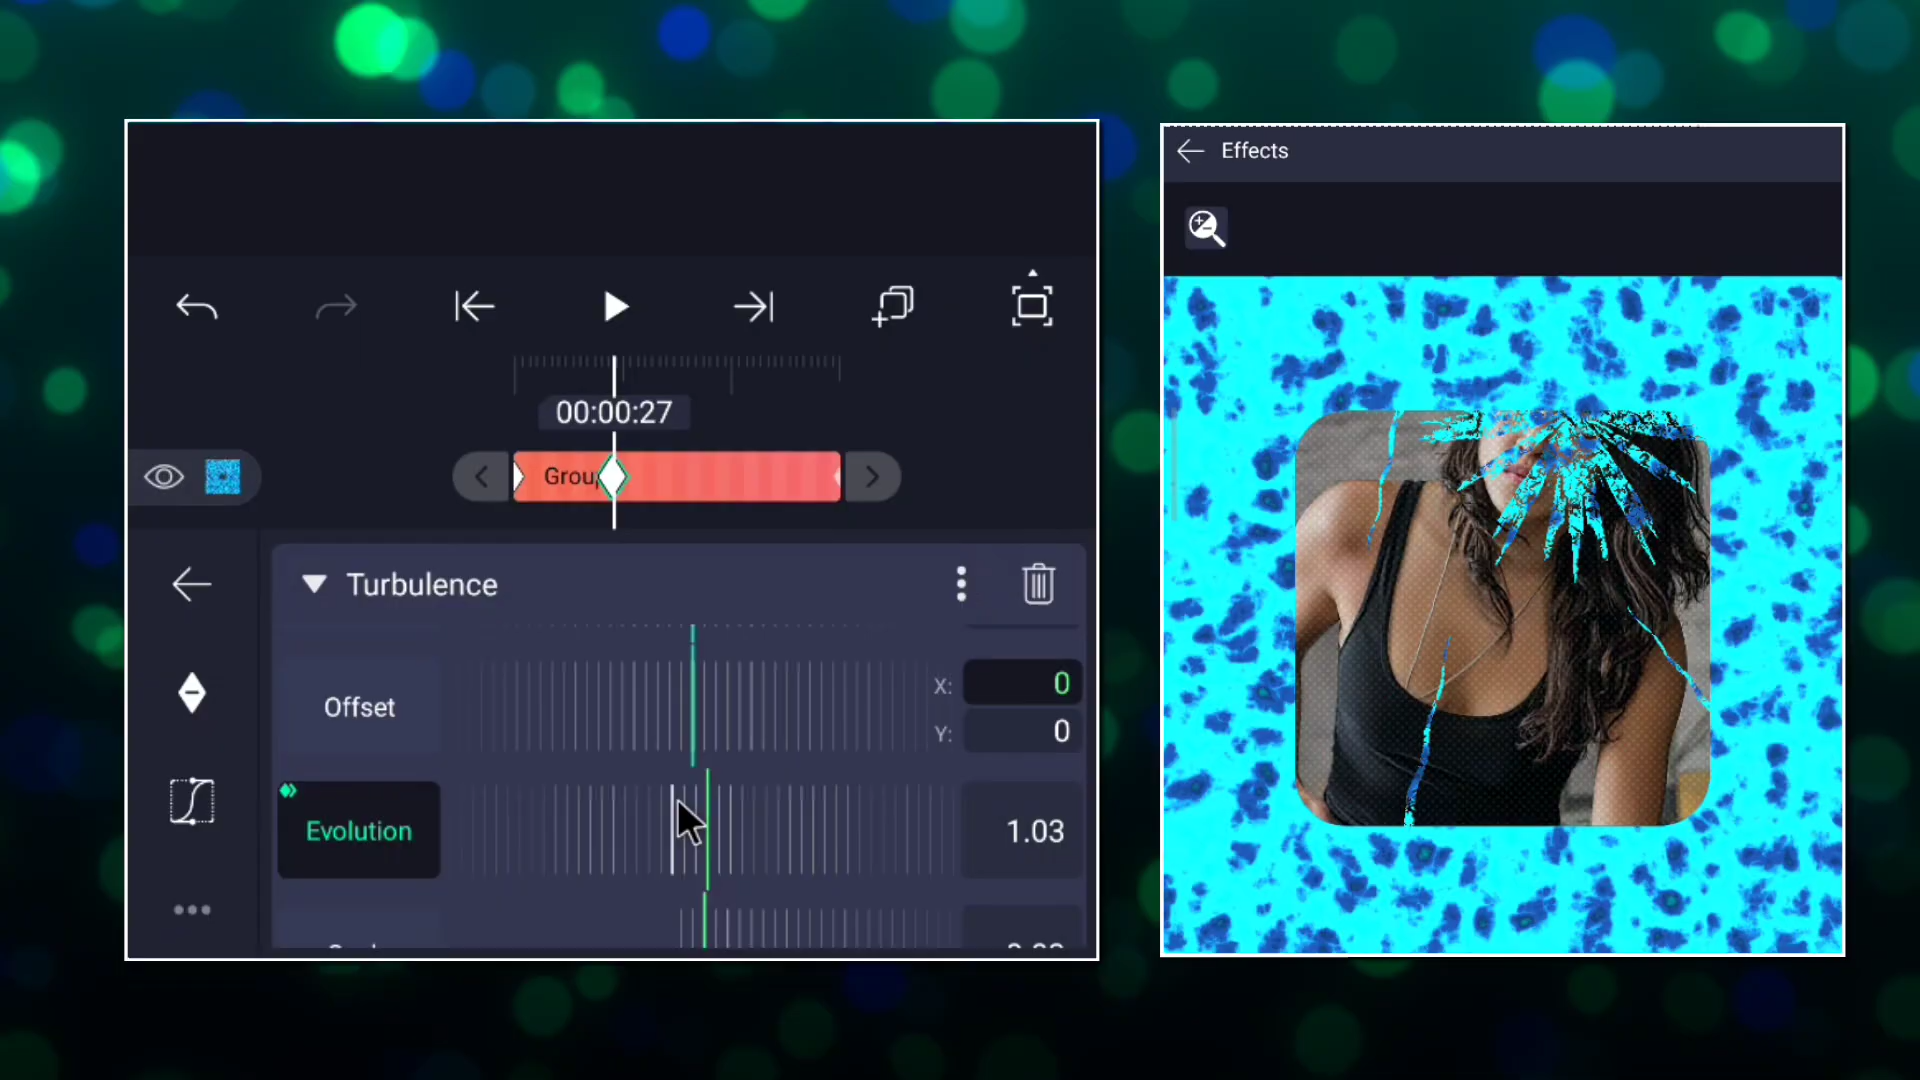 Effects
00:00:27
Grou
Turbulence
Offset
X: 0
Y: 0
Evolution
1.03